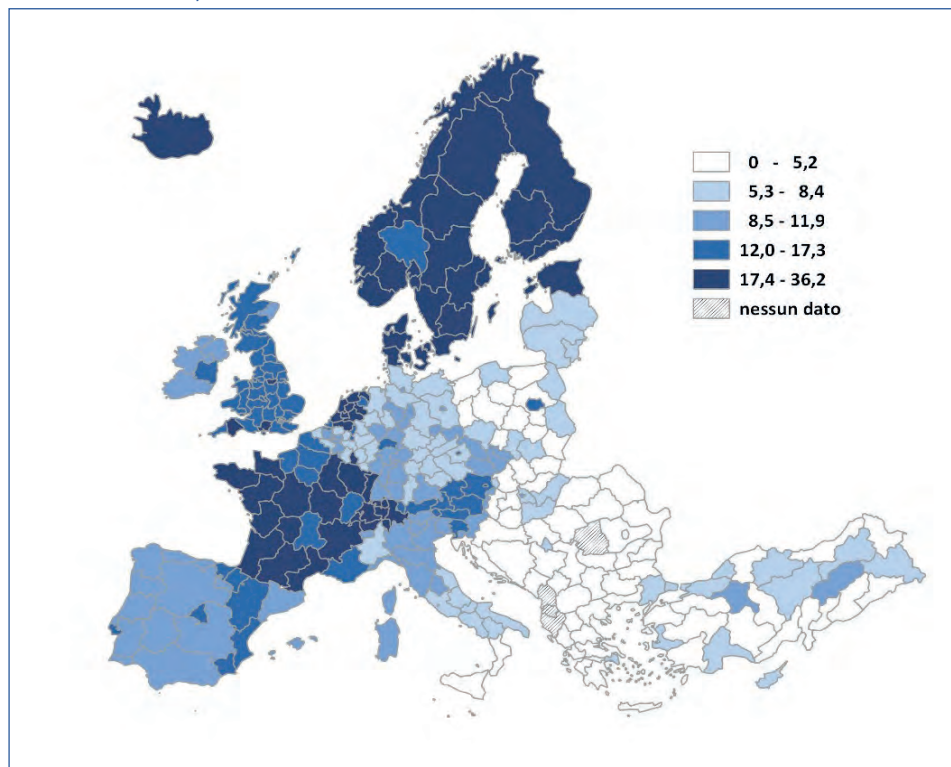 0 - 5,2
5,3 - 8,4
8,5 - 11,9
12,0 - 17,3
17,4 - 36,2
nessun dato